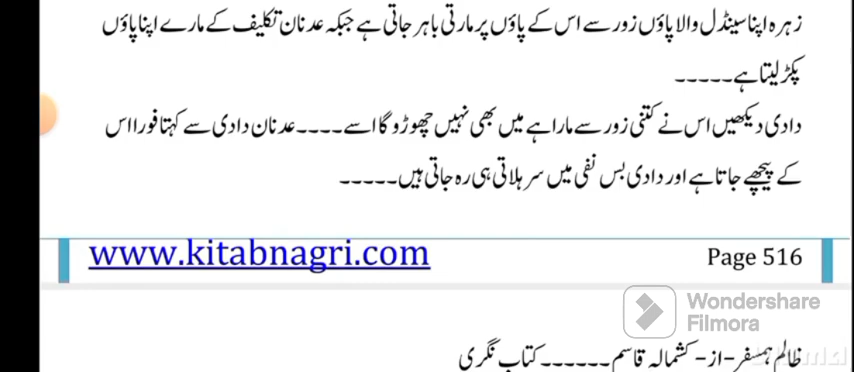 زہرہ اپنا سینڈل والا پاؤں زور سے اس کے پاؤں پر مارتی باہر جاتی ہے جبکہ عدنان تکلیف کے مارے اپنا پاؤں
پکڑ لیتا ہے۔۔۔۔۔
دادی دیکھیں اس نے کتنی زور سے مارا ہے میں بھی نہیں چھوڑو گا اسے۔۔۔۔عدنان دادی سے کہتا فورا اس
کے پیچھے جاتا ہے اور دادی بس نفی میں سر ہلاتی ہی رہ جاتی ہیں۔۔۔۔۔
www.kitabnagri.com
Page 516
Wondershare
Filmora
ظالم ہمسفر-از-کشمالہ قاسم۔۔۔۔۔۔کتاب نگری